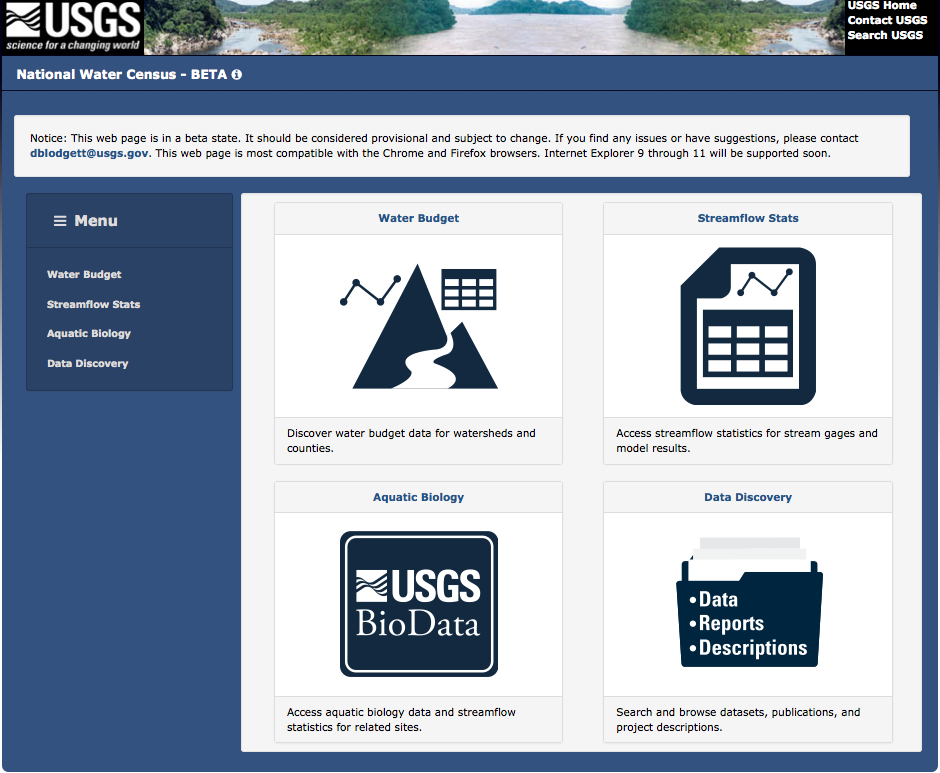 USGS
science for a changing world
USGS Home
Contact USGS
Search USGS
National Water Census - BETA
Notice: This web page is in a beta state. It should be considered provisional and subject to change. If you find any issues or have suggestions, please contact
dblodgett@usgs.gov. This web page is most compatible with the Chrome and Firefox browsers. Internet Explorer 9 through 11 will be supported soon.
Menu
Water Budget
Streamflow Stats
Aquatic Biology
Data Discovery
Water Budget
Discover water budget data for watersheds and
counties.
Streamflow Stats
Access streamflow statistics for stream gages and
model results.
Aquatic Biology
USGS
BioData
Access aquatic biology data and streamflow
statistics for related sites.
Data Discovery
•Data
•Reports
•Descriptions
Search and browse datasets, publications, and
project descriptions.